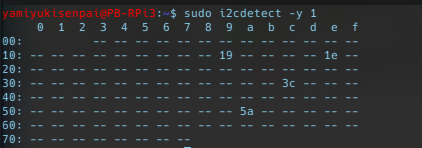 yamiyukisenpai@PB-RPi3:~$ sudo i2cdetect -y 1
     0  1  2  3  4  5  6  7  8  9  a  b  c  d  e  f
00:          -- -- -- -- -- -- -- -- -- -- -- -- --
10: -- -- -- -- -- -- -- -- -- 19 -- -- -- -- 1e --
20: -- -- -- -- -- -- -- -- -- -- -- -- -- -- -- --
30: -- -- -- -- -- -- -- -- -- -- -- -- 3c -- -- --
40: -- -- -- -- -- -- -- -- -- -- -- -- -- -- -- --
50: -- -- -- -- -- -- -- -- -- -- 5a -- -- -- -- --
60: -- -- -- -- -- -- -- -- -- -- -- -- -- -- -- --
70: -- -- -- -- -- -- -- --